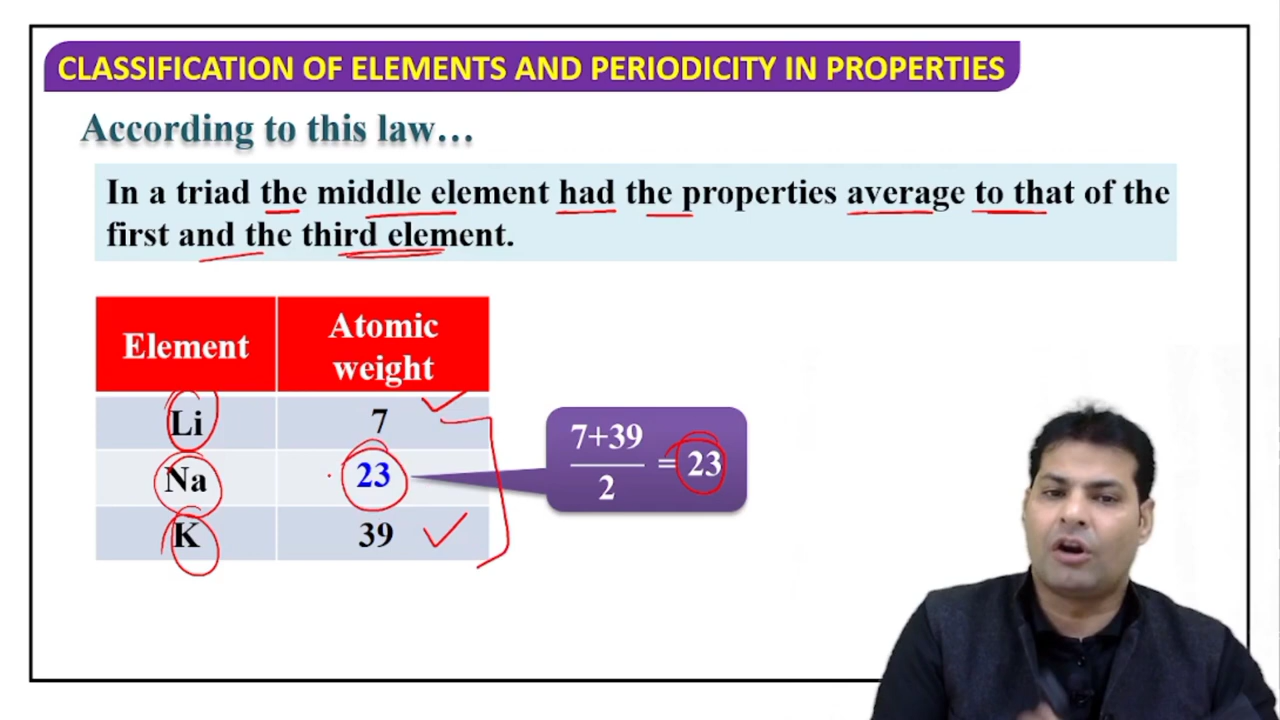 CLASSIFICATION OF ELEMENTS AND PERIODICITY IN PROPERTIES
According to this law…
In a triad the middle element had the properties average to that of the
first and the third element.
Element Atomic weight
Li 7
Na 23
K 39
7+39
2
= 23